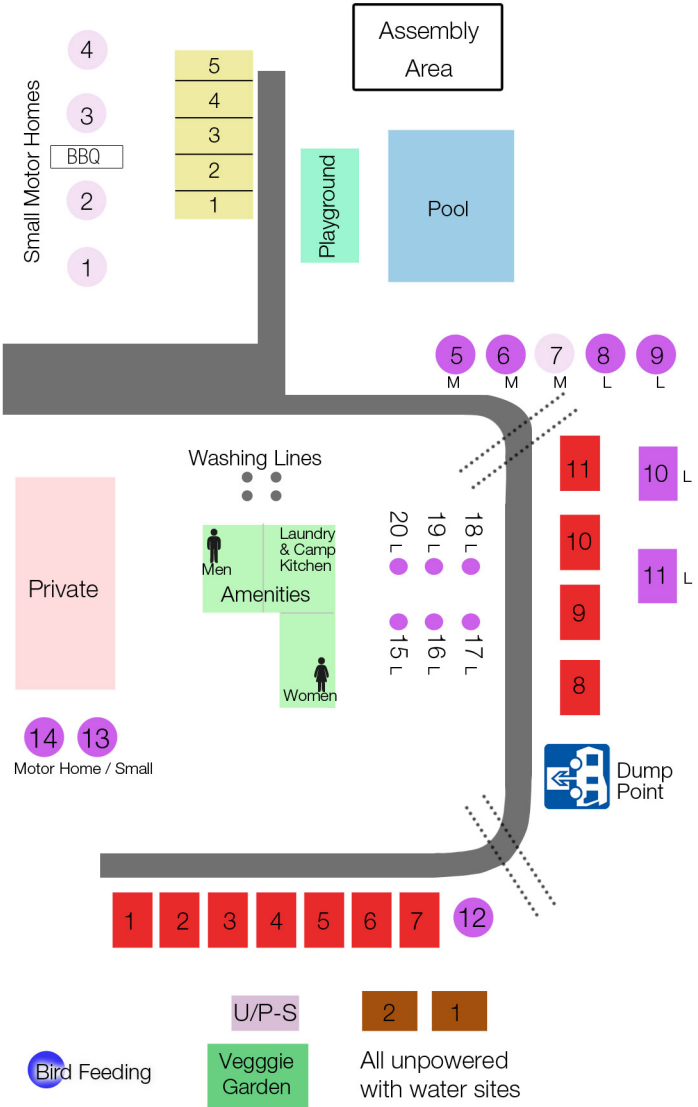 Assembly
Area
4
3
BBQ
2
1
Small Motor Homes
5
4
3
2
1
Playground
Pool
5 6 7 8 9
M M M L L
Washing Lines
11
10 L
Men
Laundry
& Camp
Kitchen
Amenities
Women
20 L 19 L 18 L
15 L 16 L 17 L
10
11 L
9
8
Private
14 13
Motor Home / Small
Dump
Point
1 2 3 4 5 6 7 12
U/P-S
2 1
Bird Feeding
Vegggie
Garden
All unpowered
with water sites